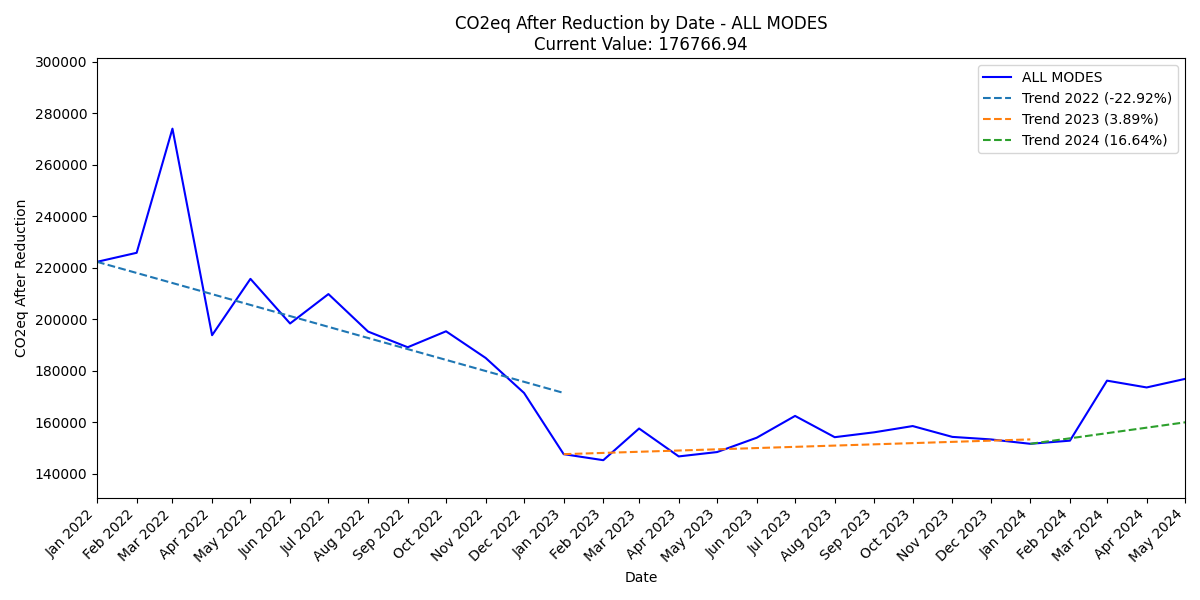 CO2eq After Reduction by Date - ALL MODES
Current Value: 176766.94
300000
280000
260000
240000
220000
200000
180000
160000
140000
CO2eq After Reduction
ALL MODES
Trend 2022 (-22.92%)
Trend 2023 (3.89%)
Trend 2024 (16.64%)
Jan 2022
Feb 2022
Mar 2022
Apr 2022
May 2022
Jun 2022
Jul 2022
Aug 2022
Sep 2022
Oct 2022
Nov 2022
Dec 2022
Jan 2023
Feb 2023
Mar 2023
Apr 2023
May 2023
Jun 2023
Jul 2023
Aug 2023
Sep 2023
Oct 2023
Nov 2023
Dec 2023
Jan 2024
Feb 2024
Mar 2024
Apr 2024
May 2024
Date